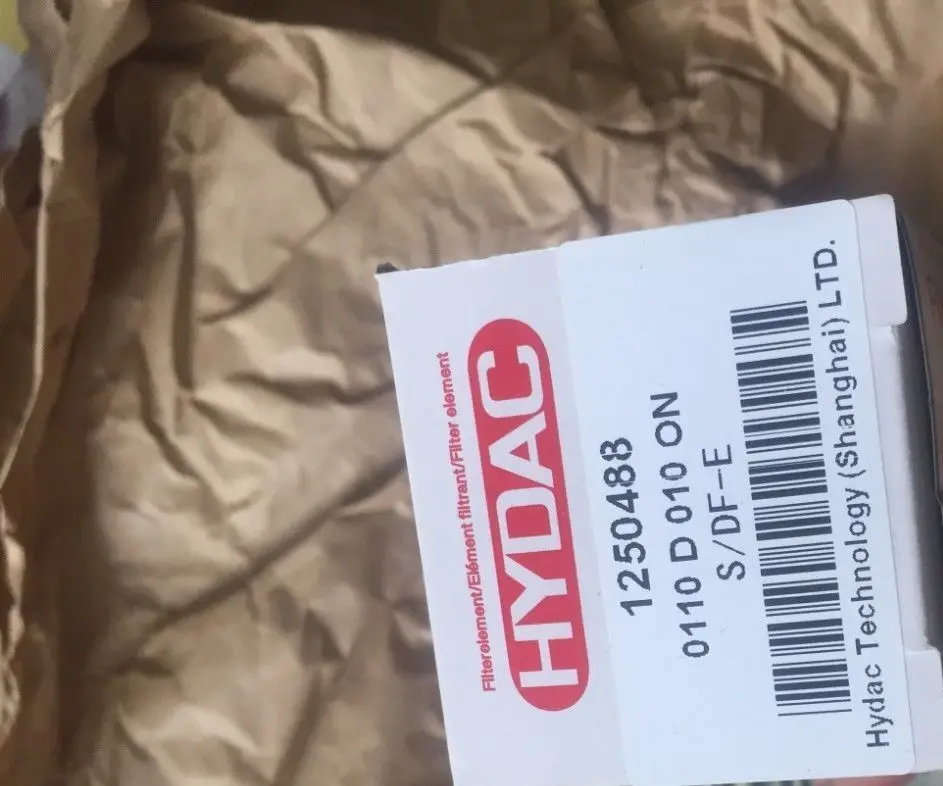 Filterelement/Elément filtrant/Filter element
HYDAC
1250488
0110 D 010 ON
S/DF-E
Hydac Technology (Shanghai) LTD.